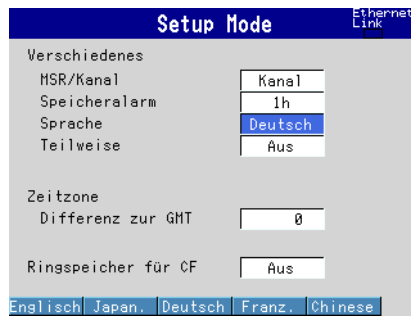 Setup Mode
Ethernet
Link
Verschiedenes
MSR/Kanal Kanal
Speicheralarm 1h
Sprache Deutsch
Teilweise Aus
Zeitzone
Differenz zur GMT 0
Ringspeicher für CF Aus
Englisch Japan. Deutsch Franz. Chinese